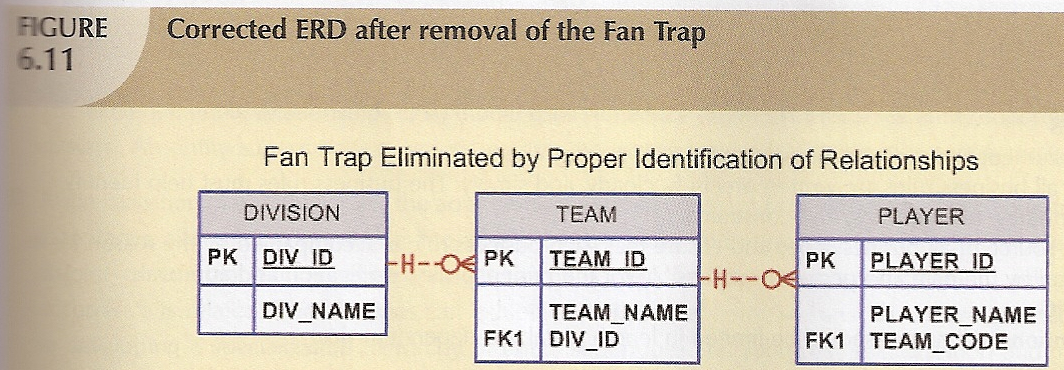 FIGURE
6.11
Corrected ERD after removal of the Fan Trap
Fan Trap Eliminated by Proper Identification of Relationships
DIVISION
PK DIV_ID
DIV_NAME
TEAM
PK TEAM_ID
TEAM_NAME
FK1 DIV_ID
PLAYER
PK PLAYER_ID
PLAYER_NAME
FK1 TEAM_CODE